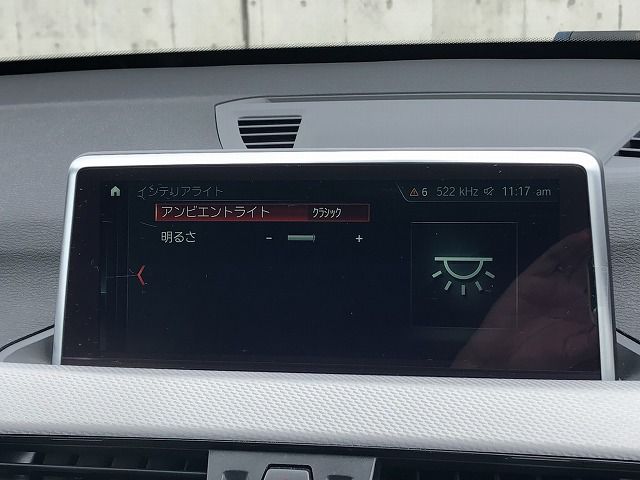 インテリアライト 6 522 kHz 11:17 am
アンビエントライト クラシック
明るさ - +